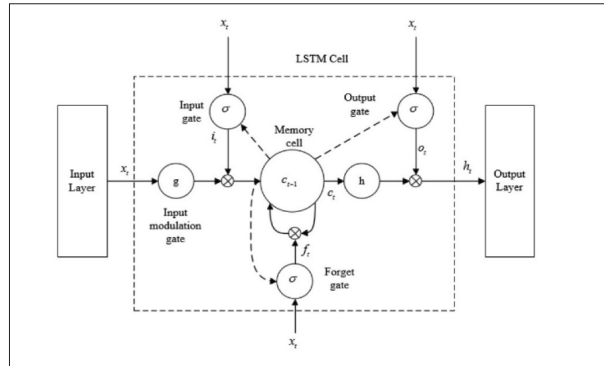 x_t
x_t
LSTM Cell
Input
gate
σ
Output
gate
σ
Memory
cell
i_t
o_t
Input
Layer
x_t
g
c_{t-1}
c_t
h
h_t
Output
Layer
Input
modulation
gate
f_t
σ
Forget
gate
x_t